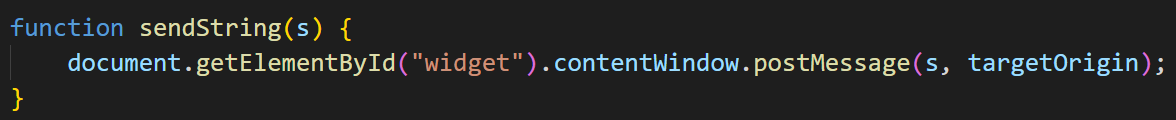 function sendString(s) {
    document.getElementById("widget").contentWindow.postMessage(s, targetOrigin);
}